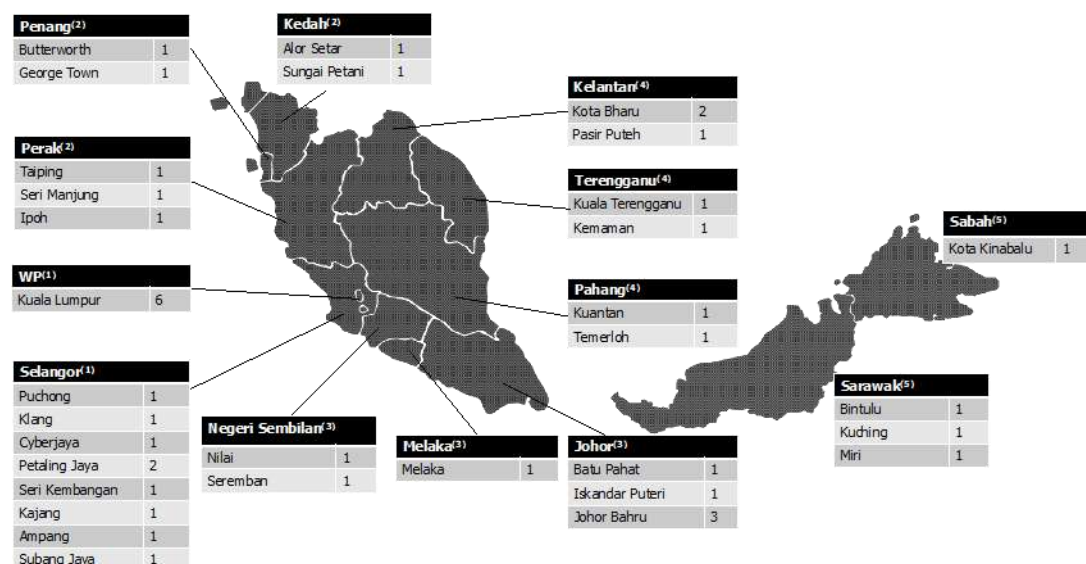 Penang(2)
Butterworth 1
George Town 1
Kedah(2)
Alor Setar 1
Sungai Petani 1
Kelantan(4)
Kota Bharu 2
Pasir Puteh 1
Perak(2)
Taiping 1
Seri Manjung 1
Ipoh 1
Terengganu(4)
Kuala Terengganu 1
Kemaman 1
Sabah(5)
Kota Kinabalu 1
WP(1)
Kuala Lumpur 6
Pahang(4)
Kuantan 1
Temerloh 1
Selangor(1)
Puchong 1
Klang 1
Cyberjaya 1
Petaling Jaya 2
Seri Kembangan 1
Kajang 1
Ampang 1
Subang Jaya 1
Negeri Sembilan(3)
Nilai 1
Seremban 1
Melaka(3)
Melaka 1
Johor(3)
Batu Pahat 1
Iskandar Puteri 1
Johor Bahru 3
Sarawak(5)
Bintulu 1
Kuching 1
Miri 1